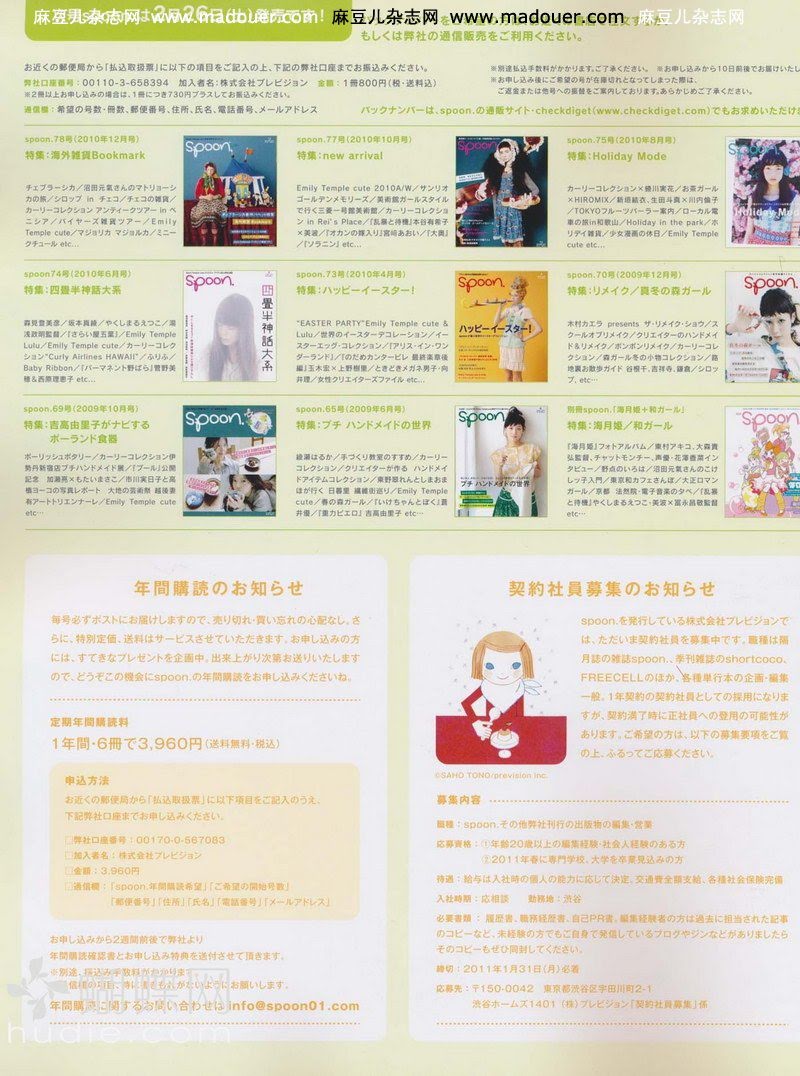 麻豆儿杂志网 www.madouer.com 麻豆儿杂志网 www.madouer.com 麻豆儿杂志网
次号spoon.は2月26日(土)発売です!
もしくは弊社の通信販売をご利用ください。
お近くの郵便局から「払込取扱票」に以下の項目をご記入の上、下記の弊社口座までお振込みください。
弊社口座番号:00110-3-658394 加入者名:株式会社プレビジョン 金額:1冊800円(税・送料込)
※2冊以上お申し込みの場合は、1冊につき730円プラスしてお振込みください。
通信欄:希望の号数・冊数、郵便番号、住所、氏名、電話番号、メールアドレス
※別途払込手数料がかかります。ご了承ください。 ※お申し込みから10日前後でお届けいたし
※お申し込み後にご希望の号が在庫切れとなってしまった際は、
ご返金または他号への振替をご案内しております。あらかじめご了承ください。
バックナンバーは、spoon.の通販サイト・checkdiget(www.checkdiget.com)でもお求めいただけ
spoon.78号(2010年12月号)
特集:海外雑貨Bookmark
チェブラーシカ/沼田元氣さんのマトリョーシ
カの旅/シロップ in チェコ/チェコの雑貨/
カーリーコレクション アンティークツアー in ベ
ニシア/バイヤーズ雑貨ツアー/Emily
Temple cute/マジョリカ マジョルカ/ミニー
クチュール etc…
spoon.
spoon.77号(2010年10月号)
特集:new arrival
Emily Temple cute 2010A/W/サンリオ
ゴールデンメモリーズ/美術館ガールスタイル
で行く三菱一号館美術館/カーリーコレクショ
ン in Rei's Place/『乱暴と待機』本谷有希子
×美波/『オカンの嫁入り』宮﨑あおい/『大奥』
/『ソラニン』etc…
spoon.
spoon.75号(2010年8月号)
特集:Holiday Mode
カーリーコレクション×蜷川実花/お茶ガール
×HIROMIX/新垣結衣、生田斗真×川内倫子
/TOKYOフルーツパーラー案内/ローカル電
車の旅in和歌山/Holiday in the park/ホ
リデイ雑貨/少女漫画の休日/Emily Temple
cute etc…
spoon.
Holiday M
spoon.74号(2010年6月号)
特集:四畳半神話大系
森見登美彦/坂本真綾/やくしまるえつこ/湯
浅政明監督/『さらい屋五葉』/Emily Temple
Lulu/Emily Temple cute/カーリーコレク
ション"Curly Airlines HAWAII"/ふりふ/
Baby Ribbon/『パーマネント野ばら』菅野美
穂&西原理恵子 etc…
spoon.
四畳半神話大系
spoon.73号(2010年4月号)
特集:ハッピーイースター!
"EASTER PARTY"Emily Temple cute &
Lulu/世界のイースターデコレーション/イー
スターエッグ・コレクション/『アリス・イン・ワン
ダーランド』/『のだめカンタービレ 最終楽章後
編』玉木宏×上野樹里/ときときメガネ男子・向
井理/女性クリエイターズファイル etc…
spoon.
ハッピーイースター!
spoon.70号(2009年12月号)
特集:リメイク/真冬の森ガール
木村カエラ presents ザ・リメイク・ショウ/ス
クールオブリメイク/クリエイターのハンドメイ
ド&リメイク/ボンボンリメイク/カーリーコレク
ション/森ガール冬の小物コレクション/路
地裏お散歩ガイド 谷根千、吉祥寺、鎌倉/シロッ
プ etc…
spoon.
spoon.69号(2009年10月号)
特集:吉高由里子がナビする
ポーランド食器
ポーリッシュポタリー/カーリーコレクション伊
勢丹新宿店プチハンドメイド展/『プール』公開
記念 加瀬亮×もたいまさこ/市川実日子と高
橋ヨーコの写真レポート 大地の芸術祭 越後妻
有アートトリエンナーレ/Emily Temple cute
etc…
spoon.
spoon.65号(2009年6月号)
特集:プチ ハンドメイドの世界
綾瀬はるか/手づくり教室のすすめ/カーリー
コレクション/クリエイターが作る ハンドメイ
ドアイテムコレクション/東野翠れんとしまおま
ほが行く 日暮里 繊維街巡り/Emily Temple
cute/春の森ガール/『いけちゃんとぼく』蒼
井優/『重力ピエロ』吉高由里子 etc…
spoon.
プチ ハンドメイドの世界
別冊spoon.『海月姫+和ガール』
特集:海月姫/和ガール
『海月姫』フォトアルバム/東村アキコ、大森貴
弘監督、チャットモンチー、声優・花澤香菜イン
タビュー/野点のいろは/沼田元氣さんのこけ
しっ子入門/東京和カフェさんぽ/大正ロマン
ガール/京都 法然院・電子音楽の夕べ/『乱暴
と待機』やくしまるえつこ・美波×冨永昌敬監督
etc…
spoon.
年間購読のお知らせ
毎号必ずポストにお届けしますので、売り切れ・買い忘れの心配なし。さ
らに、特別定価、送料はサービスさせていただきます。お申し込みの方
には、すてきなプレゼントを企画中。出来上がり次第お送りいたします
ので、どうぞこの機会にspoon.の年間購読をお申し込みくださいね。
定期年間購読料
1年間・6冊で3,960円(送料無料・税込)
申込方法
お近くの郵便局から「払込取扱票」に以下項目をご記入のうえ、
下記弊社口座までお申し込みください。
□弊社口座番号:00170-0-567083
□加入者名:株式会社プレビジョン
□金額:3,960円
□通信欄:「spoon.年間購読希望」「ご希望の開始号数」
「郵便番号」「住所」「氏名」「電話番号」「メールアドレス」
お申し込みから2週間前後で弊社より
年間購読確認書とお申し込み特典を送付させて頂きます。
※別途、振込み手数料がかかります。
年間購読に関するお問い合わせはinfo@spoon01.com
蝴蝶网
hudie.com
契約社員募集のお知らせ
spoon.を発行している株式会社プレビジョンで
は、ただいま契約社員を募集中です。職種は隔
月誌の雑誌spoon.、季刊雑誌のshortcoco、
FREECELLのほか、各種単行本の企画・編集
一般。1年契約の契約社員としての採用になりま
すが、契約満了時に正社員への登用の可能性が
あります。ご希望の方は、以下の募集要項をご覧
の上、ふるってご応募ください。
©SAHO TONO/prevision inc.
募集内容
職種:spoon.その他弊社刊行の出版物の編集・営業
応募資格:①年齢20歳以上の編集経験・社会人経験のある方
②2011年春に専門学校、大学を卒業見込みの方
待遇:給与は入社時の個人の能力に応じて決定、交通費全額支給、各種社会保険完備
入社時期:応相談 勤務地:渋谷
必要書類:履歴書、職務経歴書、自己PR書。編集経験者の方は過去に担当された記事
のコピーなど、未経験の方でもご自身で発信しているブログやジンなどがありましたら
そのコピーもぜひ同封してください。
締切:2011年1月31日(月)必着
応募先:〒150-0042 東京都渋谷区宇田川町2-1
渋谷ホームズ1401 (株)プレビジョン「契約社員募集」係